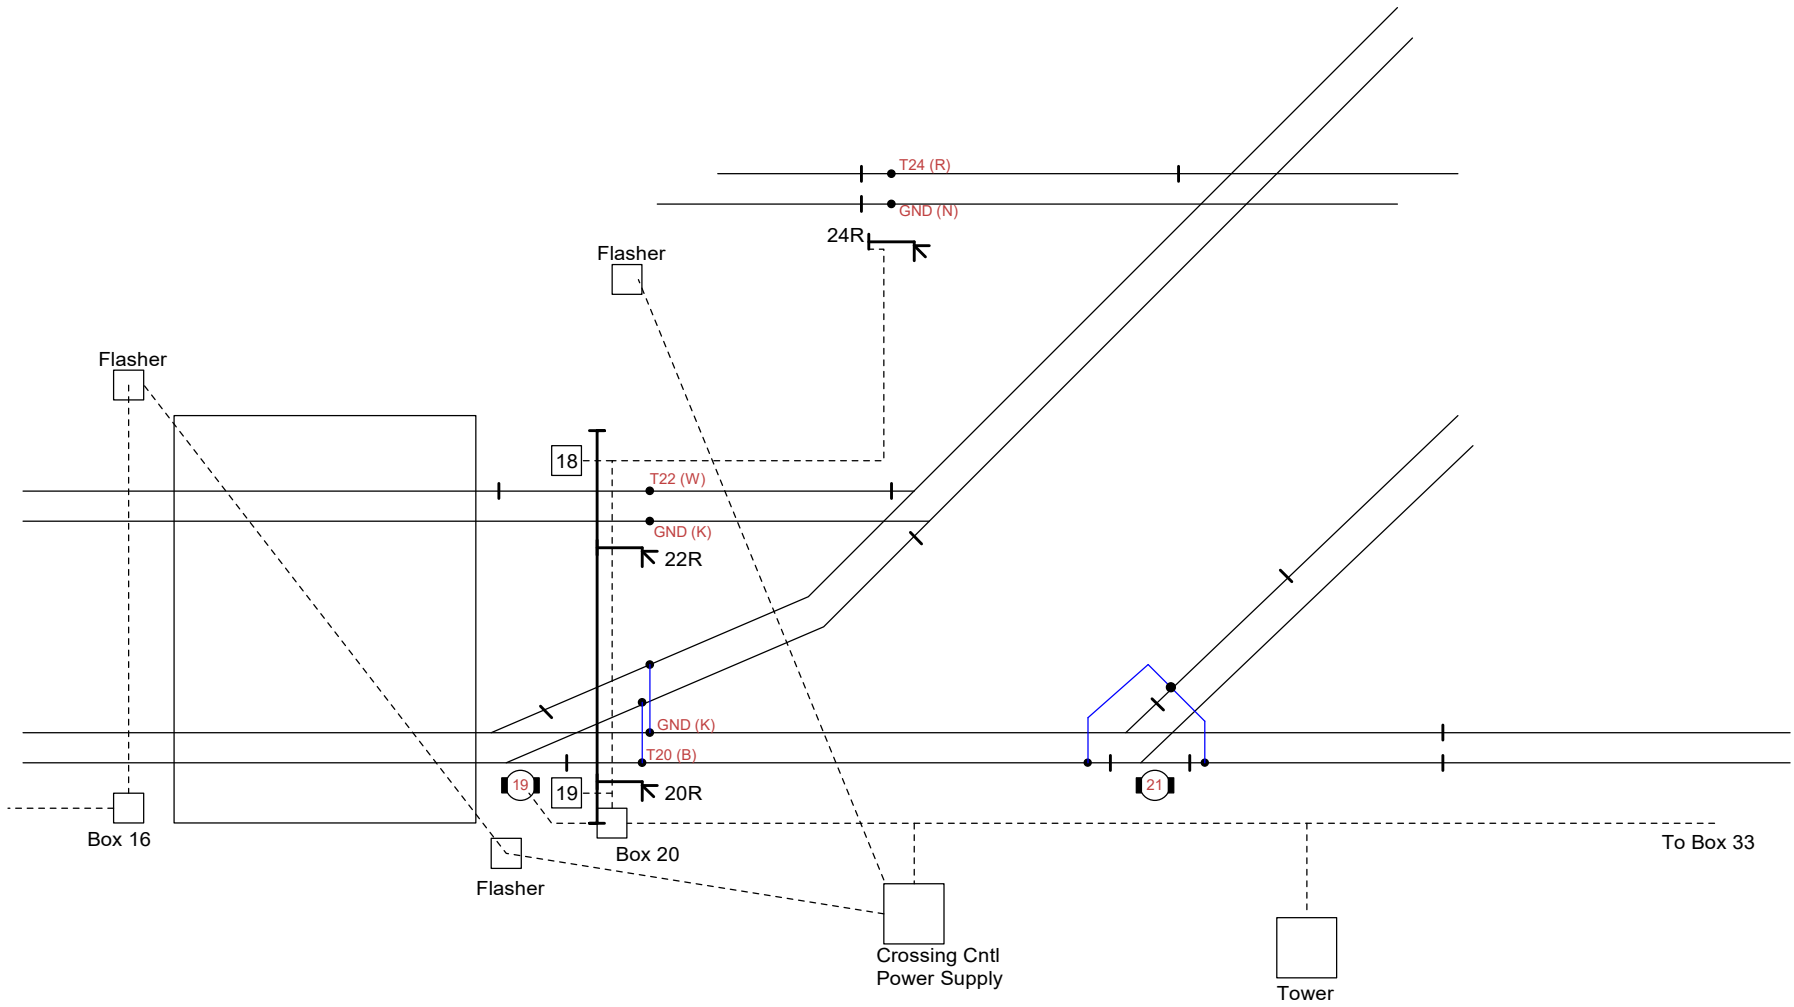 T24 (R)
GND (N)
24R
Flasher
Flasher
18
T22 (W)
GND (K)
22R
GND (K)
T20 (B)
19
19
20R
21
Box 16
Box 20
To Box 33
Flasher
Crossing Cntl
Power Supply
Tower